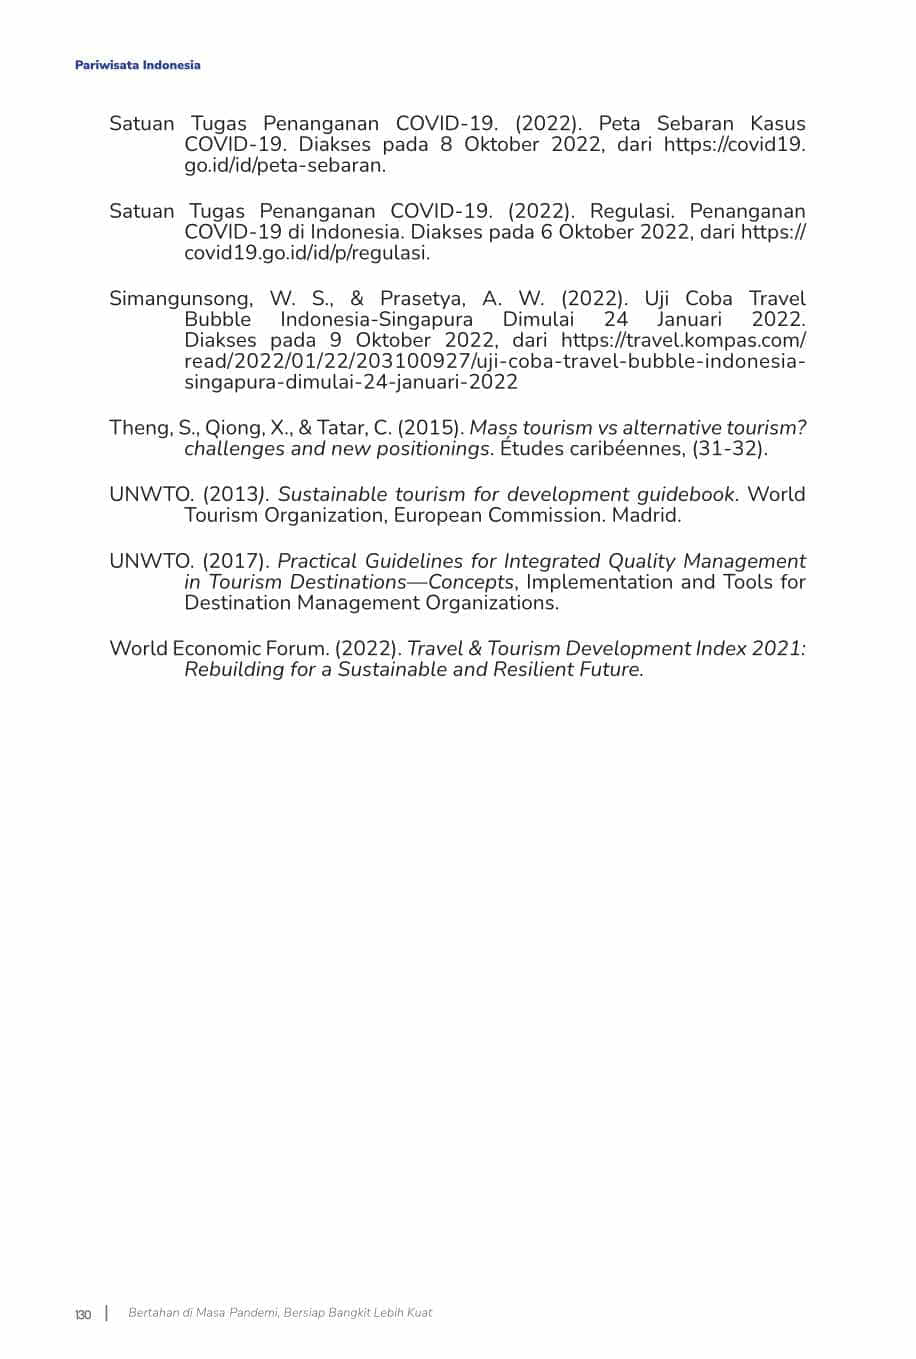 Pariwisata Indonesia
Satuan Tugas Penanganan COVID-19. (2022). Peta Sebaran Kasus
COVID-19. Diakses pada 8 Oktober 2022, dari https://covid19.
go.id/id/peta-sebaran.
Satuan Tugas Penanganan COVID-19. (2022). Regulasi. Penanganan
COVID-19 di Indonesia. Diakses pada 6 Oktober 2022, dari https://
covid19.go.id/id/p/regulasi.
Simangunsong, W. S., & Prasetya, A. W. (2022). Uji Coba Travel
Bubble Indonesia-Singapura Dimulai 24 Januari 2022.
Diakses pada 9 Oktober 2022, dari https://travel.kompas.com/
read/2022/01/22/203100927/uji-coba-travel-bubble-indonesia-
singapura-dimulai-24-januari-2022
Theng, S., Qiong, X., & Tatar, C. (2015). Mass tourism vs alternative tourism?
challenges and new positionings. Études caribéennes, (31-32).
UNWTO. (2013). Sustainable tourism for development guidebook. World
Tourism Organization, European Commission. Madrid.
UNWTO. (2017). Practical Guidelines for Integrated Quality Management
in Tourism Destinations—Concepts, Implementation and Tools for
Destination Management Organizations.
World Economic Forum. (2022). Travel & Tourism Development Index 2021:
Rebuilding for a Sustainable and Resilient Future.
130 | Bertahan di Masa Pandemi, Bersiap Bangkit Lebih Kuat